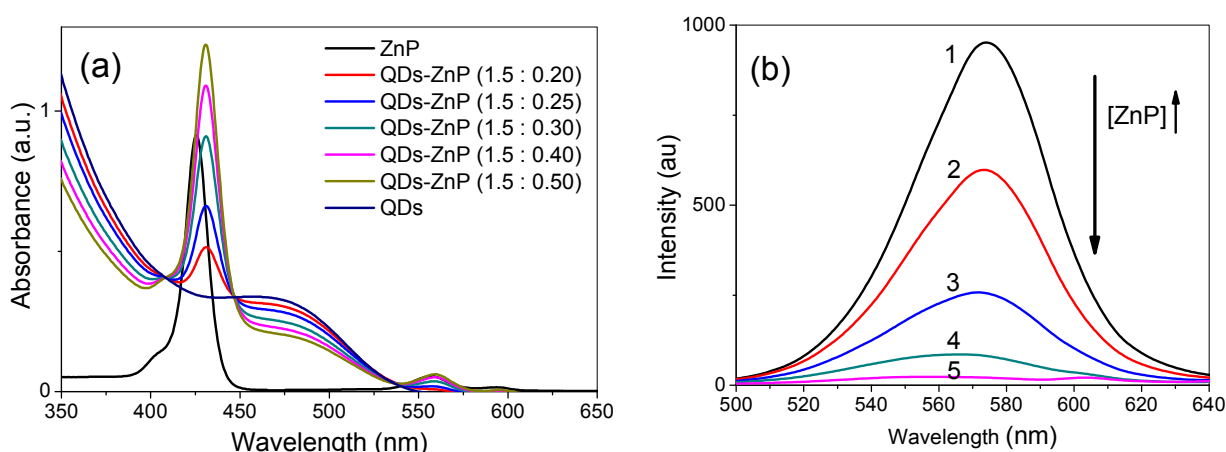 (a)
ZnP
QDs-ZnP (1.5 : 0.20)
QDs-ZnP (1.5 : 0.25)
QDs-ZnP (1.5 : 0.30)
QDs-ZnP (1.5 : 0.40)
QDs-ZnP (1.5 : 0.50)
QDs
1
0
Absorbance (a.u.)
350 400 450 500 550 600 650
Wavelength (nm)
(b)
1000
500
0
Intensity (au)
1
2
3
4
5
[ZnP]
500 520 540 560 580 600 620 640
Wavelength (nm)